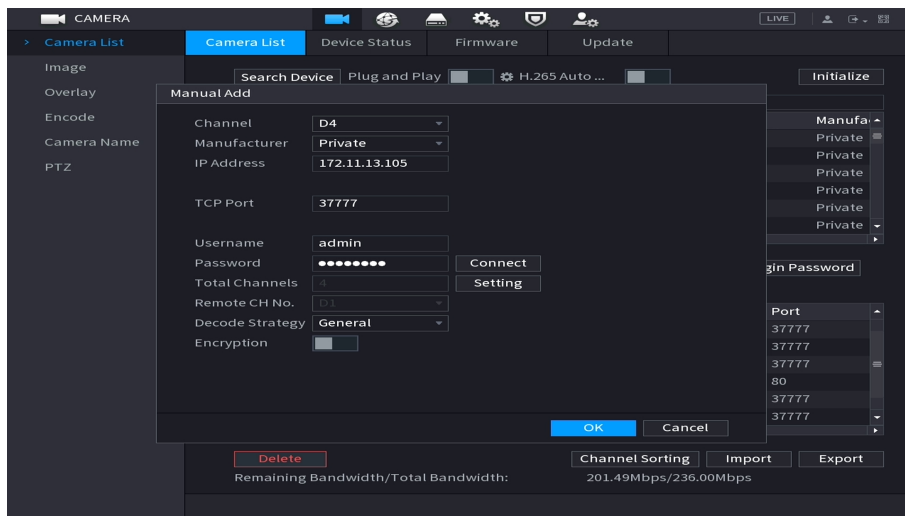 CAMERA LIVE
Camera List Camera List Device Status Firmware Update
Image
Search Device Plug and Play H.265 Auto ... Initialize
Overlay Manual Add
Encode Channel D4 Manufa
Camera Name Manufacturer Private Private
IP Address 172.11.13.105 Private
PTZ Private
Private
TCP Port 37777 Private
Private
Username admin
Password ●●●●●●●● Connect Password
Total Channels 4 Setting
Remote CH No. D1 Port
Decode Strategy General 37777
Encryption 37777
37777
80
37777
37777
OK Cancel
Delete Channel Sorting Import Export
Remaining Bandwidth/Total Bandwidth: 201.49Mbps/236.00Mbps